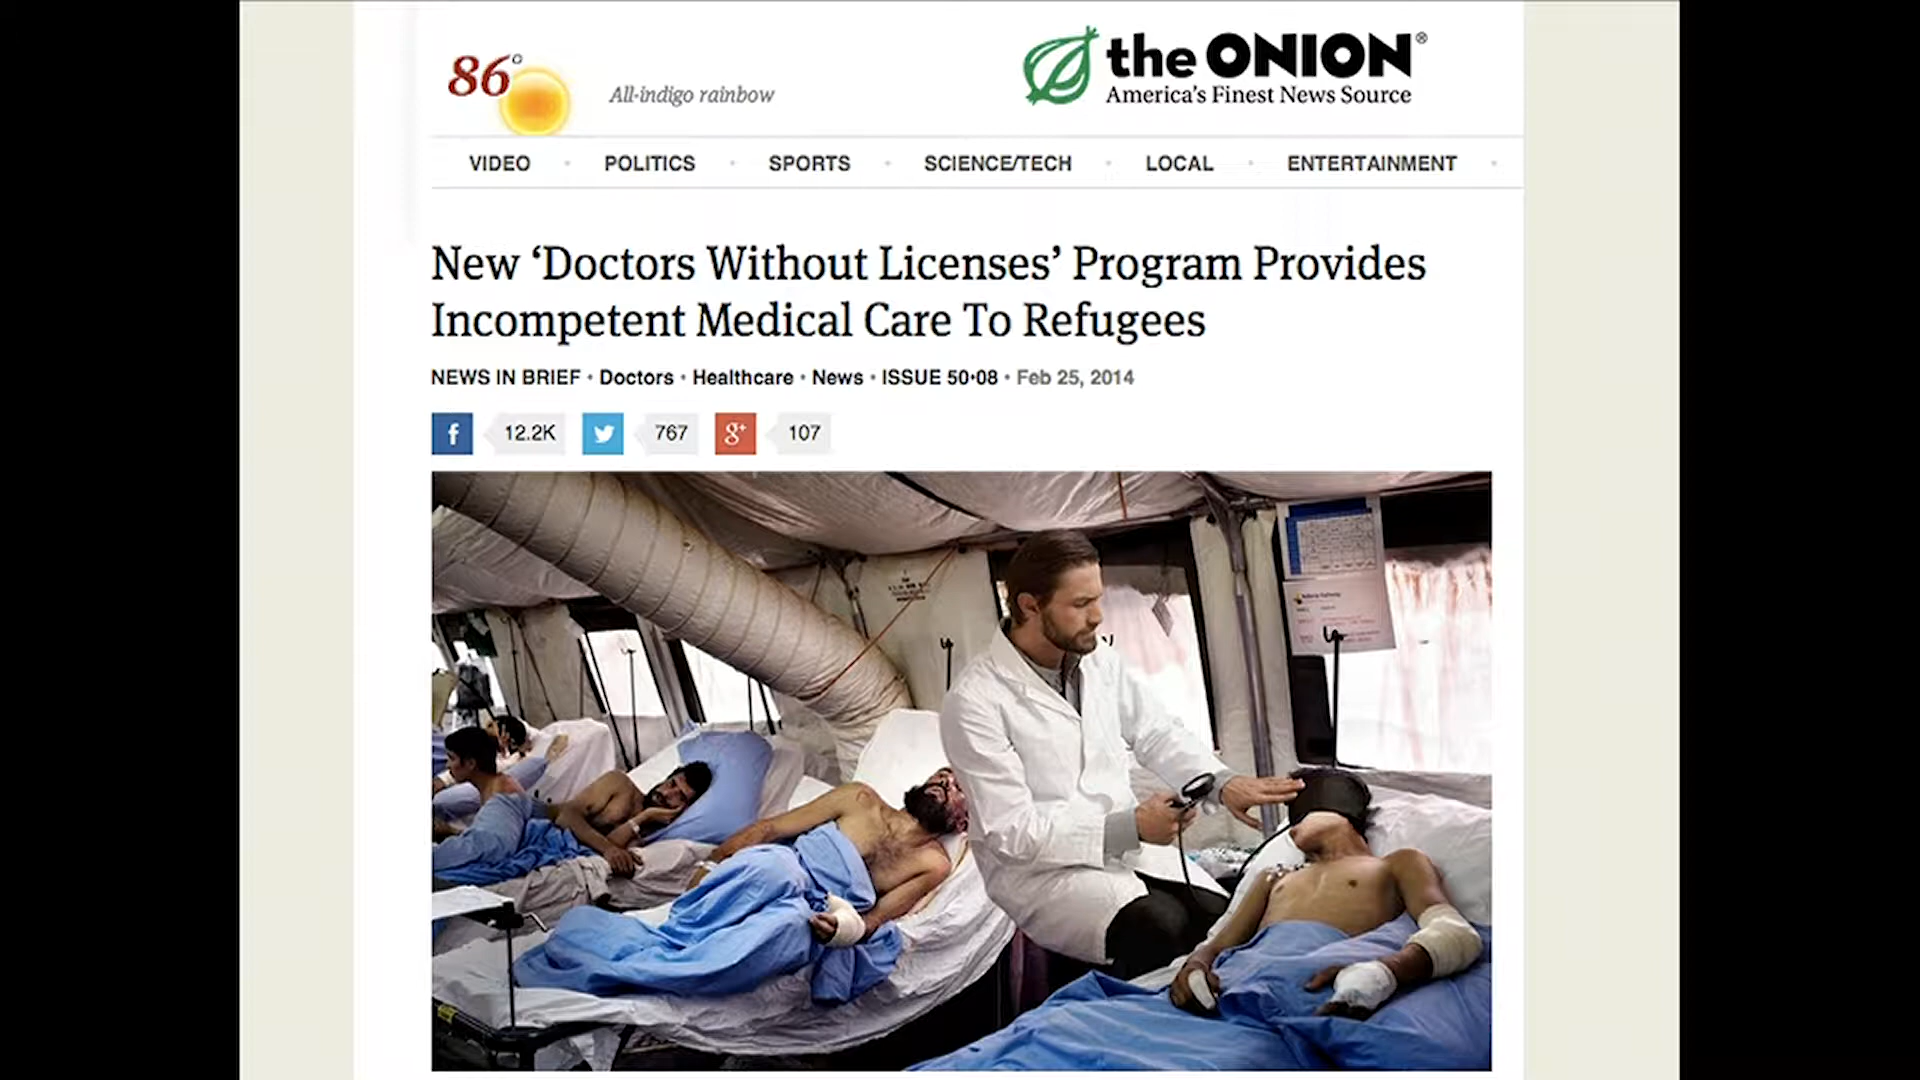 86°
All-indigo rainbow
the ONION®
America's Finest News Source
VIDEO • POLITICS • SPORTS • SCIENCE/TECH • LOCAL • ENTERTAINMENT •
New ‘Doctors Without Licenses’ Program Provides
Incompetent Medical Care To Refugees
NEWS IN BRIEF • Doctors • Healthcare • News • ISSUE 50•08 • Feb 25, 2014
f 12.2K 767 g+ 107